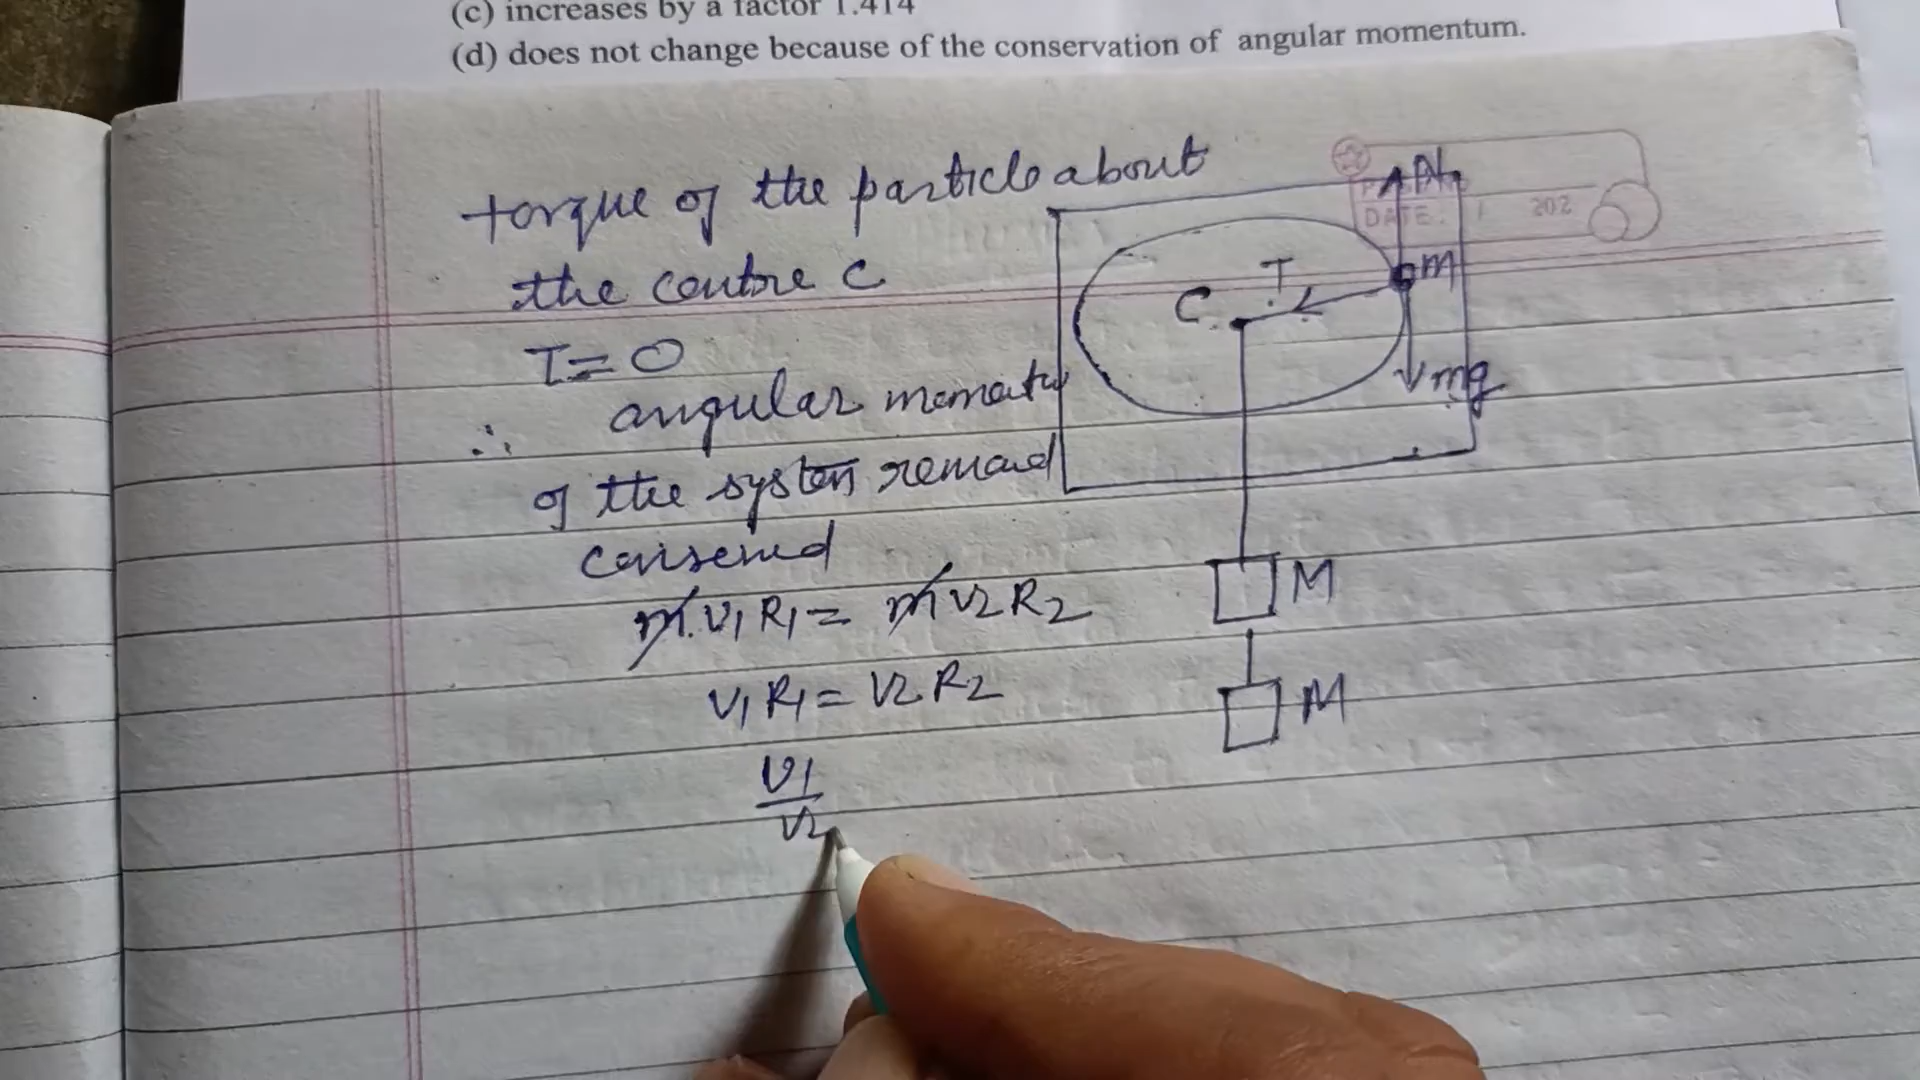 (c) increases by a factor 1.414
(d) does not change because of the conservation of angular momentum.
torque of the particle about
the centre C
T = 0
∴ angular momentu
of the system remaid
conserved
m.v1 R1 = m v2 R2
v1 R1 = v2 R2
v1
v2
N
DATE: 202
m
T
C
mg
M
M